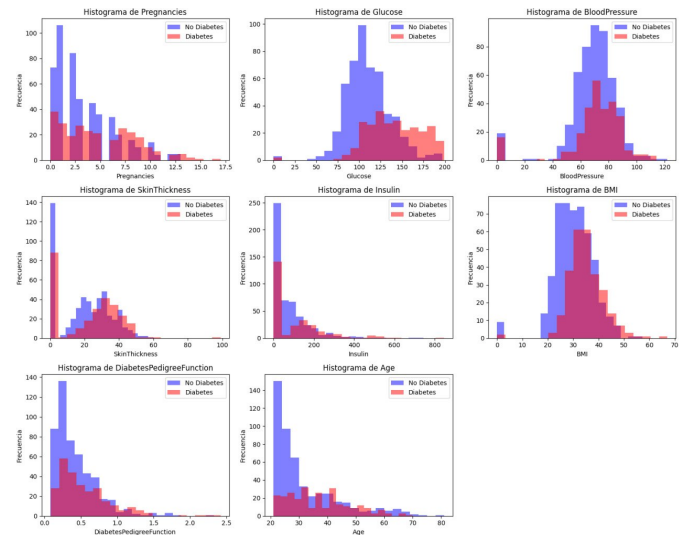 Histograma de Pregnancies
No Diabetes
Diabetes
Frecuencia
100
80
60
40
20
0
0.0 2.5 5.0 7.5 10.0 12.5 15.0 17.5
Pregnancies
Histograma de Glucose
No Diabetes
Diabetes
Frecuencia
100
80
60
40
20
0
0 25 50 75 100 125 150 175 200
Glucose
Histograma de BloodPressure
No Diabetes
Diabetes
Frecuencia
80
60
40
20
0
0 20 40 60 80 100 120
BloodPressure
Histograma de SkinThickness
No Diabetes
Diabetes
Frecuencia
140
120
100
80
60
40
20
0
0 20 40 60 80 100
SkinThickness
Histograma de Insulin
No Diabetes
Diabetes
Frecuencia
250
200
150
100
50
0
0 200 400 600 800
Insulin
Histograma de BMI
No Diabetes
Diabetes
Frecuencia
70
60
50
40
30
20
10
0
0 10 20 30 40 50 60 70
BMI
Histograma de DiabetesPedigreeFunction
No Diabetes
Diabetes
Frecuencia
140
120
100
80
60
40
20
0
0.0 0.5 1.0 1.5 2.0 2.5
DiabetesPedigreeFunction
Histograma de Age
No Diabetes
Diabetes
Frecuencia
140
120
100
80
60
40
20
0
20 30 40 50 60 70 80
Age